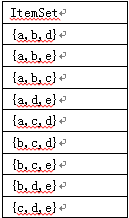 ItemSet
{a,b,d}
{a,b,e}
{a,b,c}
{a,d,e}
{a,c,d}
{b,c,d}
{b,c,e}
{b,d,e}
{c,d,e}